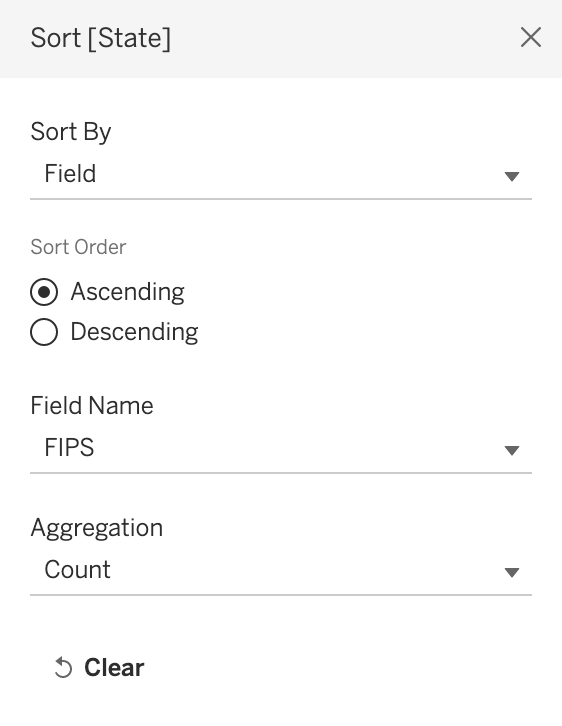 Sort [State]
Sort By
Field
Sort Order
Ascending
Descending
Field Name
FIPS
Aggregation
Count
Clear